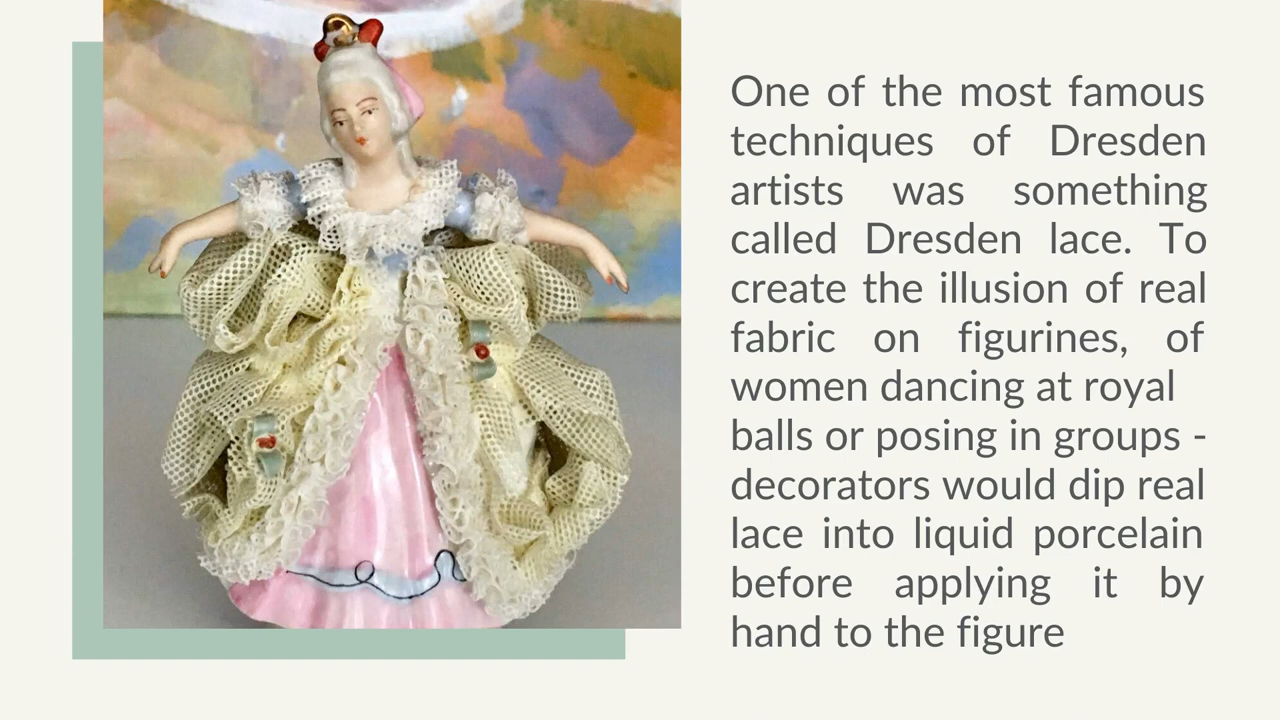 One of the most famous
techniques of Dresden
artists was something
called Dresden lace. To
create the illusion of real
fabric on figurines, of
women dancing at royal
balls or posing in groups -
decorators would dip real
lace into liquid porcelain
before applying it by
hand to the figure